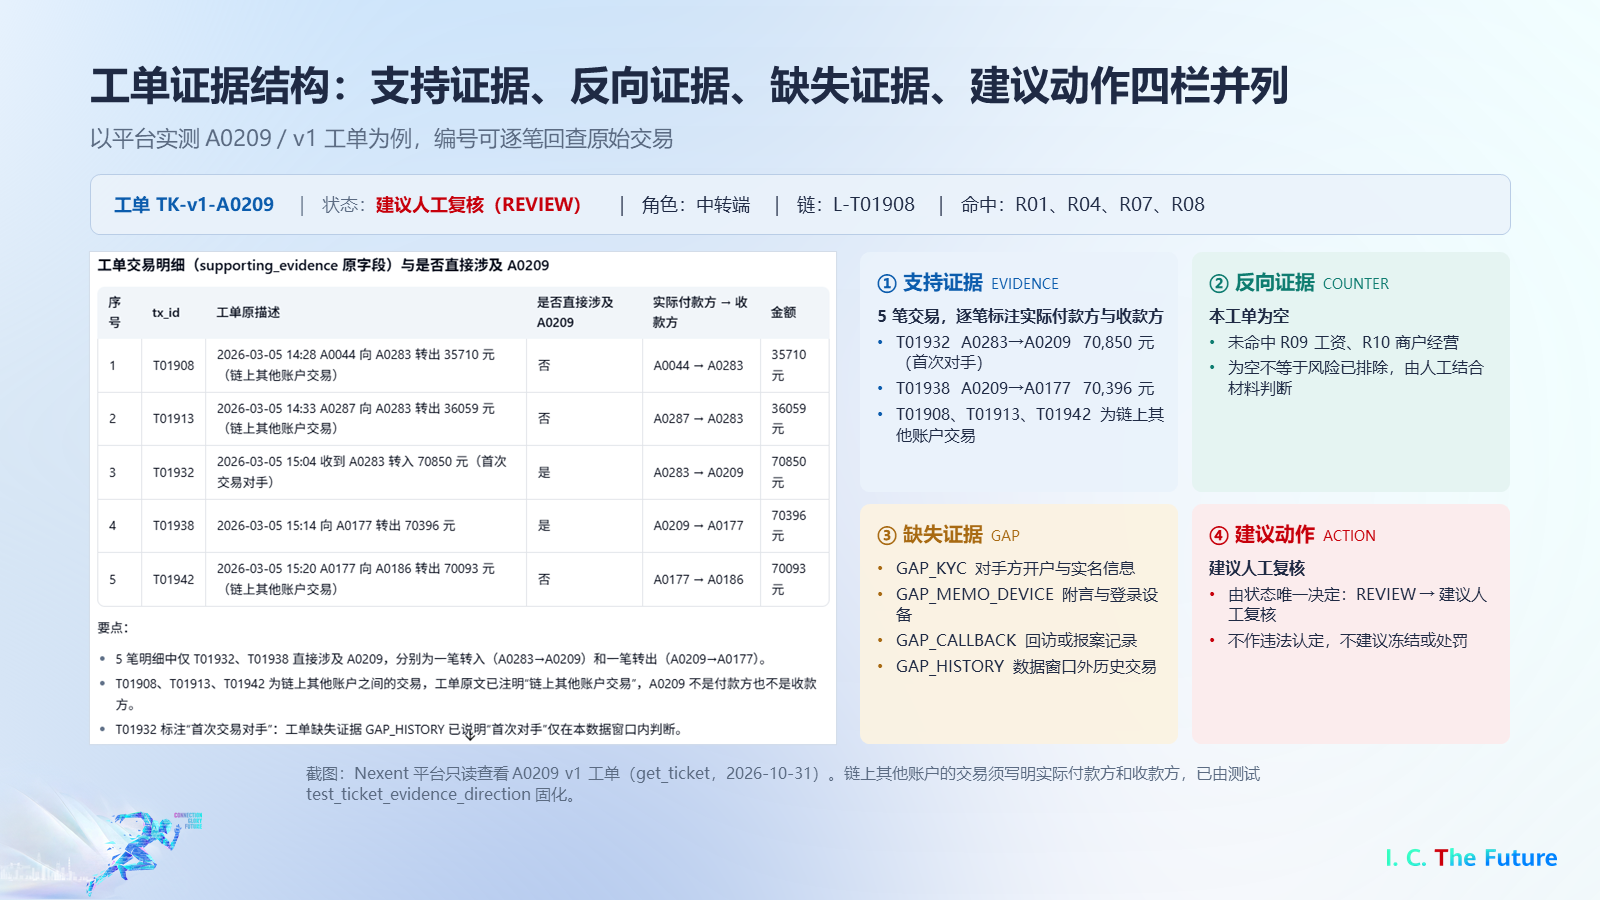 工单证据结构：支持证据、反向证据、缺失证据、建议动作四栏并列
以平台实测 A0209 / v1 工单为例，编号可逐笔回查原始交易
工单 TK-v1-A0209 | 状态：建议人工复核（REVIEW） | 角色：中转端 | 链：L-T01908 | 命中：R01、R04、R07、R08
工单交易明细（supporting_evidence 原字段）与是否直接涉及 A0209
序号 tx_id 工单原描述 是否直接涉及 A0209 实际付款方 → 收款方 金额
1 T01908 2026-03-05 14:28 A0044 向 A0283 转出 35710 元（链上其他账户交易） 否 A0044 → A0283 35710 元
2 T01913 2026-03-05 14:33 A0287 向 A0283 转出 36059 元（链上其他账户交易） 否 A0287 → A0283 36059 元
3 T01932 2026-03-05 15:04 收到 A0283 转入 70850 元（首次交易对手） 是 A0283 → A0209 70850 元
4 T01938 2026-03-05 15:14 向 A0177 转出 70396 元 是 A0209 → A0177 70396 元
5 T01942 2026-03-05 15:20 A0177 向 A0186 转出 70093 元（链上其他账户交易） 否 A0177 → A0186 70093 元
要点：
• 5 笔明细中仅 T01932、T01938 直接涉及 A0209，分别为一笔转入（A0283→A0209）和一笔转出（A0209→A0177）。
• T01908、T01913、T01942 为链上其他账户之间的交易，工单原文已注明“链上其他账户交易”，A0209 不是付款方也不是收款
方。
• T01932 标注“首次交易对手”：工单缺失证据 GAP_HISTORY 已说明“首次对手”仅在本数据窗口内判断。
① 支持证据 EVIDENCE
5 笔交易，逐笔标注实际付款方与收款方
• T01932 A0283→A0209 70,850 元
（首次对手）
• T01938 A0209→A0177 70,396 元
• T01908、T01913、T01942 为链上其
他账户交易
② 反向证据 COUNTER
本工单为空
• 未命中 R09 工资、R10 商户经营
• 为空不等于风险已排除，由人工结合
材料判断
③ 缺失证据 GAP
• GAP_KYC 对手方开户与实名信息
• GAP_MEMO_DEVICE 附言与登录设
备
• GAP_CALLBACK 回访或报案记录
• GAP_HISTORY 数据窗口外历史交易
④ 建议动作 ACTION
建议人工复核
• 由状态唯一决定：REVIEW → 建议人
工复核
• 不作违法认定，不建议冻结或处罚
截图：Nexent 平台只读查看 A0209 v1 工单（get_ticket，2026-10-31）。链上其他账户的交易须写明实际付款方和收款方，已由测试
test_ticket_evidence_direction 固化。
CONNECTION
GLORY
FUTURE
I. C. The Future